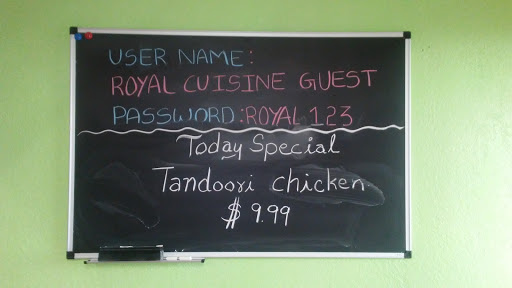 USER NAME:
ROYAL CUISINE GUEST
PASSWORD:ROYAL 123
Today Special
Tandoori chicken
$ 9.99